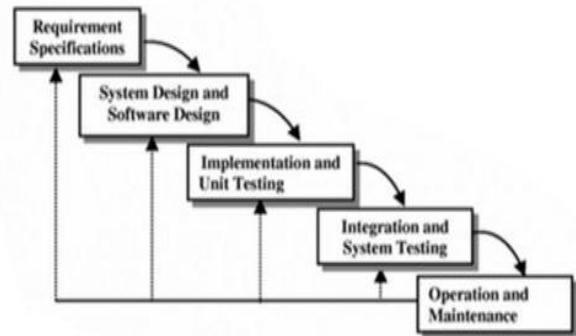 Requirement
Specifications
System Design and
Software Design
Implementation and
Unit Testing
Integration and
System Testing
Operation and
Maintenance